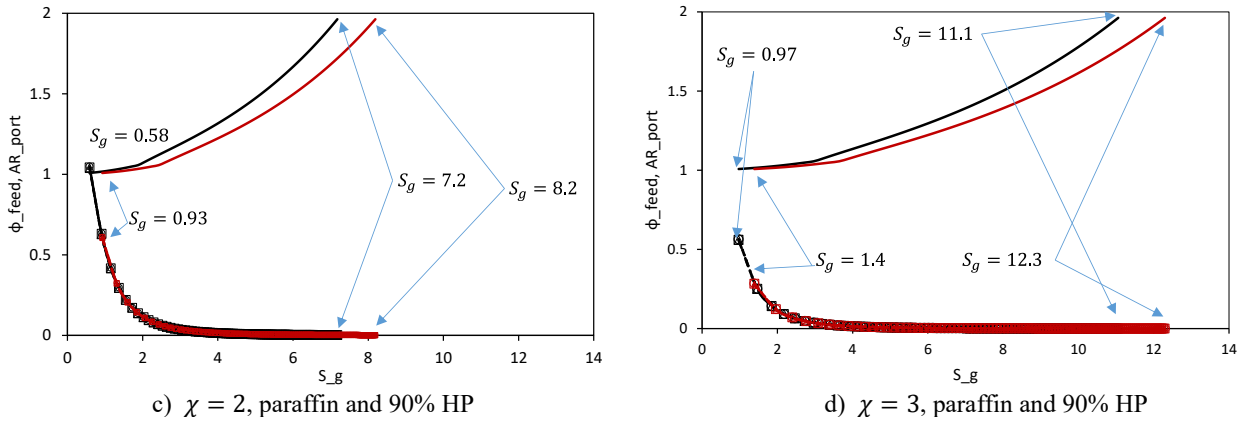 2
1.5
1
0.5
0
ϕ_feed, AR_port
0 2 4 6 8 10 12 14
S_g
S_g = 0.58
S_g = 0.93
S_g = 7.2
S_g = 8.2
c) χ = 2, paraffin and 90% HP
2
1.5
1
0.5
0
ϕ_feed, AR_port
0 2 4 6 8 10 12 14
S_g
S_g = 0.97
S_g = 11.1
S_g = 1.4
S_g = 12.3
d) χ = 3, paraffin and 90% HP